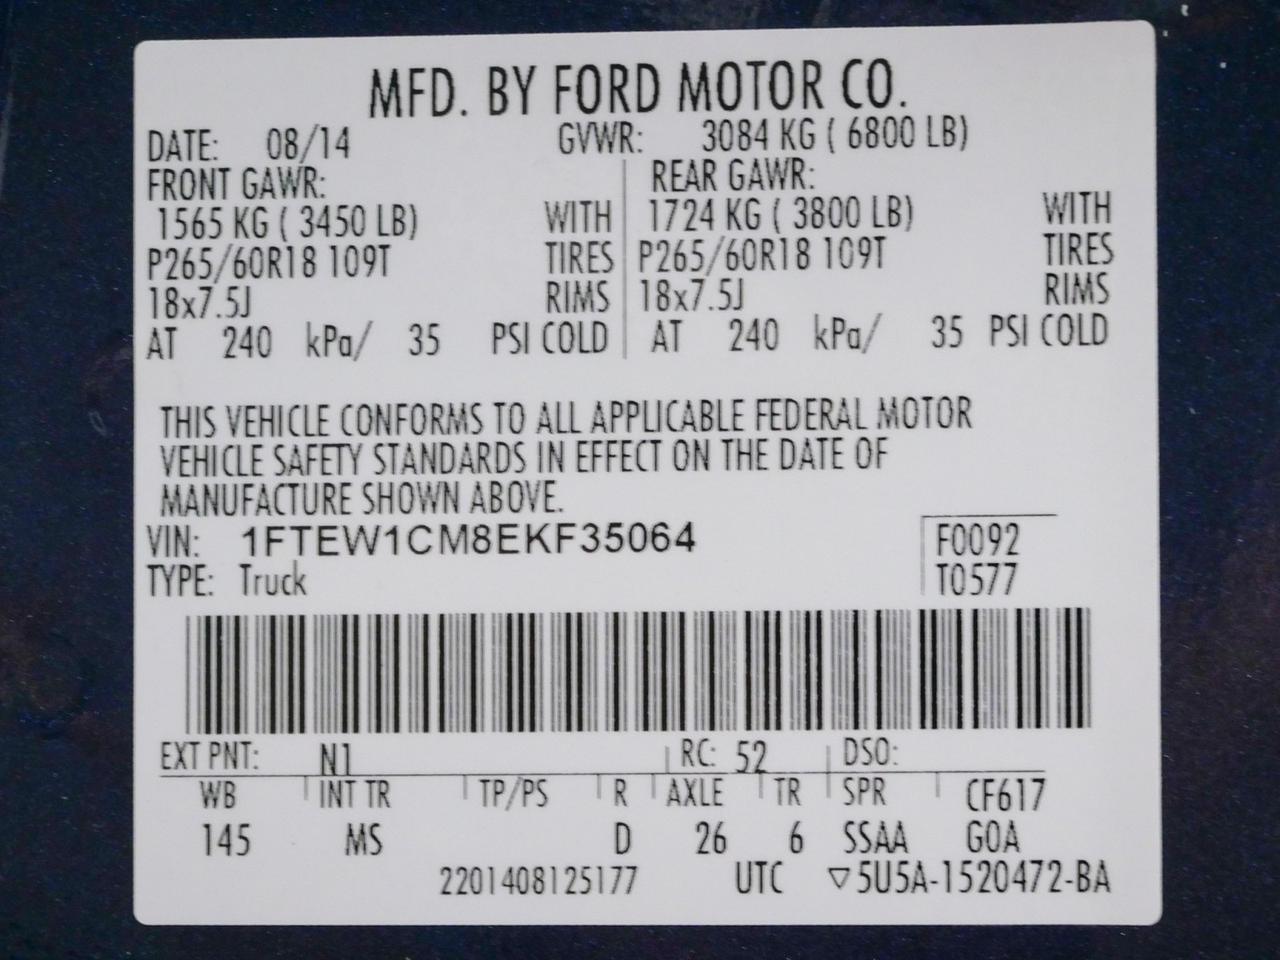 MFD. BY FORD MOTOR CO.
DATE: 08/14 GVWR: 3084 KG ( 6800 LB)
FRONT GAWR: REAR GAWR:
1565 KG ( 3450 LB) WITH 1724 KG ( 3800 LB) WITH
P265/60R18 109T TIRES P265/60R18 109T TIRES
18x7.5J RIMS 18x7.5J RIMS
AT 240 kPa/ 35 PSI COLD AT 240 kPa/ 35 PSI COLD
THIS VEHICLE CONFORMS TO ALL APPLICABLE FEDERAL MOTOR
VEHICLE SAFETY STANDARDS IN EFFECT ON THE DATE OF
MANUFACTURE SHOWN ABOVE.
VIN: 1FTEW1CM8EKF35064 F0092
TYPE: Truck T0577
EXT PNT: N1 RC: 52 DSO:
WB INT TR TP/PS R AXLE TR SPR CF617
145 MS D 26 6 SSAA GOA
2201408125177 UTC ▽5U5A-1520472-BA